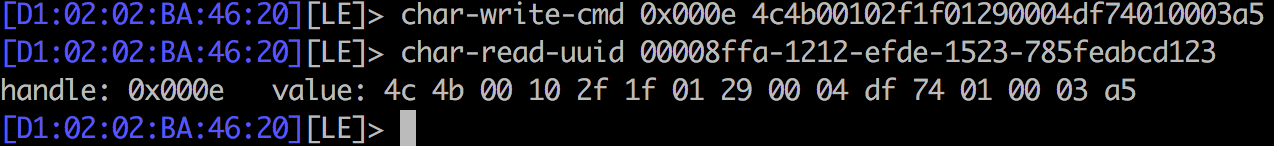 [D1:02:02:BA:46:20][LE]> char-write-cmd 0x000e 4c4b00102f1f01290004df74010003a5
[D1:02:02:BA:46:20][LE]> char-read-uuid 00008ffa-1212-efde-1523-785feabcd123
handle: 0x000e   value: 4c 4b 00 10 2f 1f 01 29 00 04 df 74 01 00 03 a5
[D1:02:02:BA:46:20][LE]>